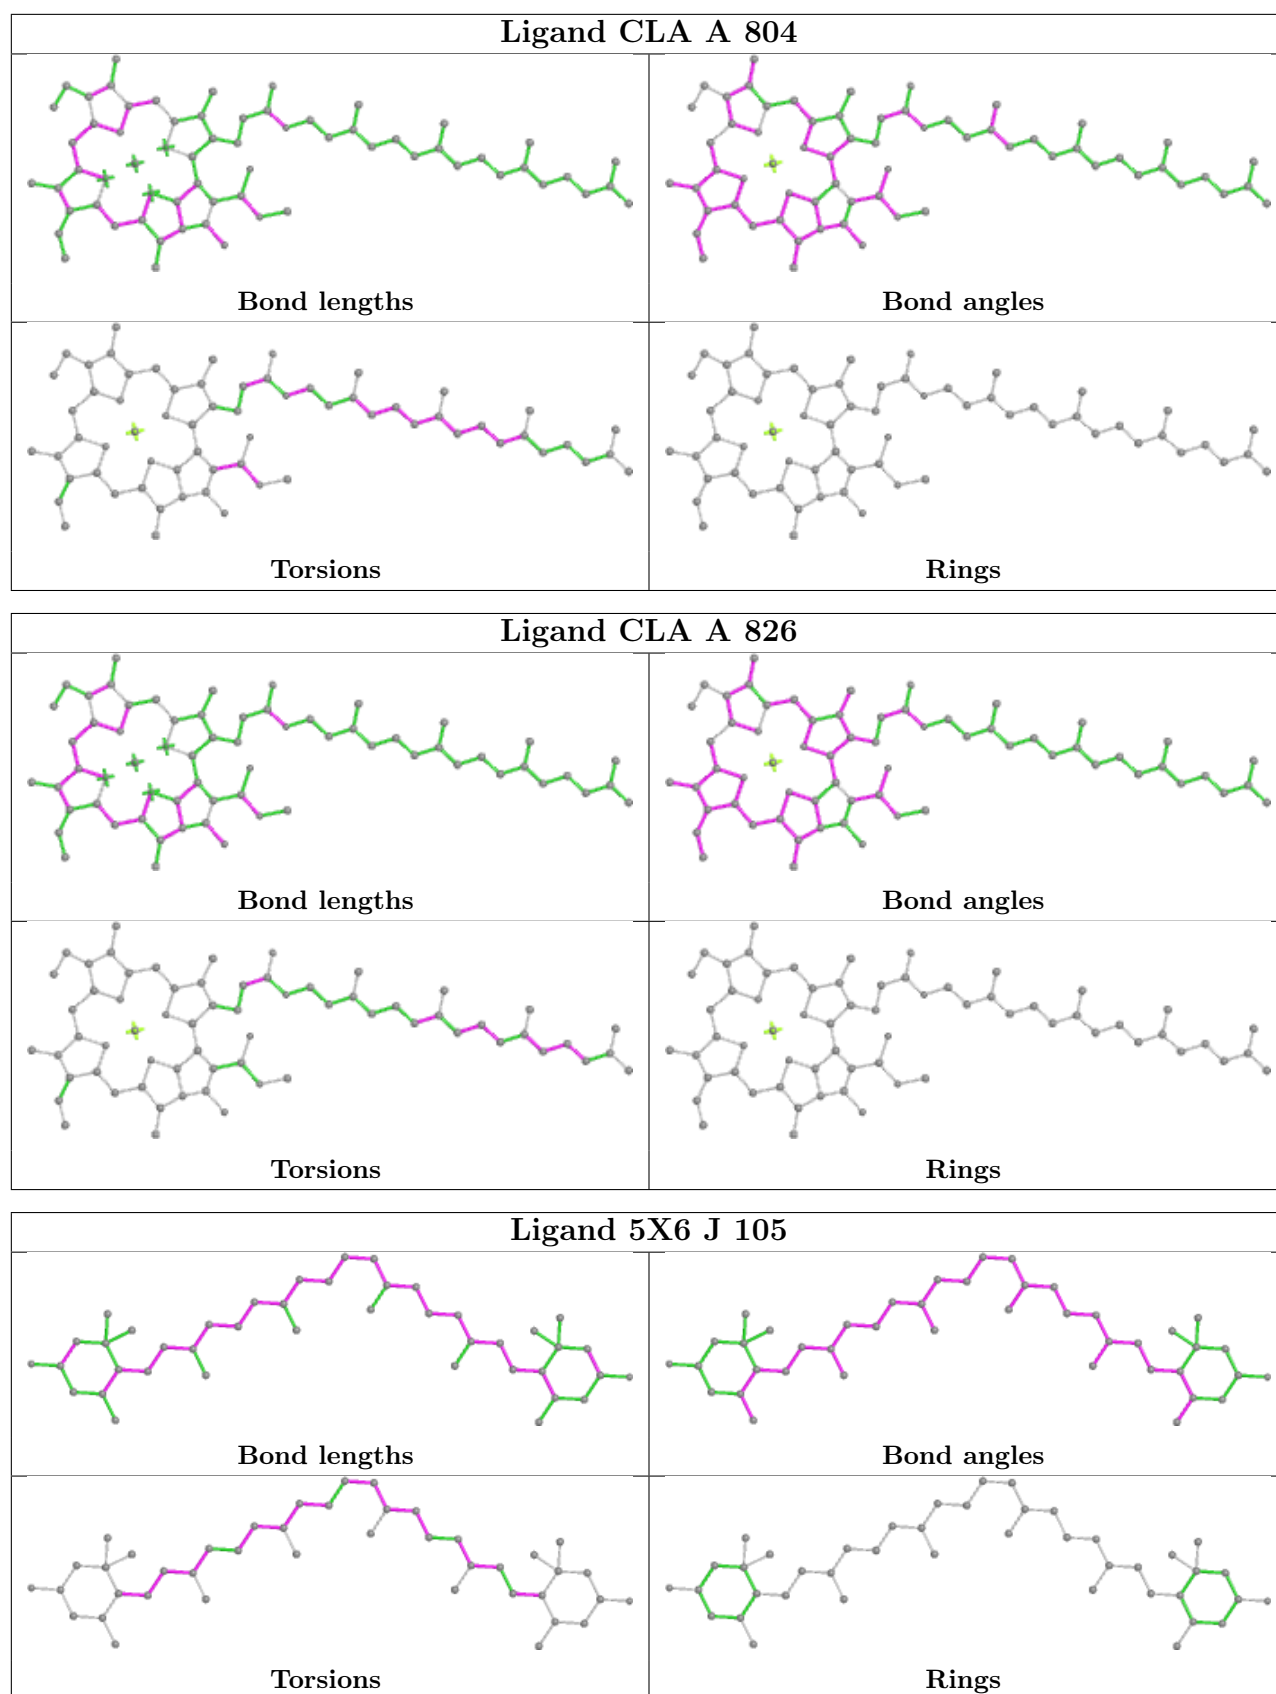 Ligand CLA A 804
Bond lengths
Bond angles
Torsions
Rings
Ligand CLA A 826
Bond lengths
Bond angles
Torsions
Rings
Ligand 5X6 J 105
Bond lengths
Bond angles
Torsions
Rings